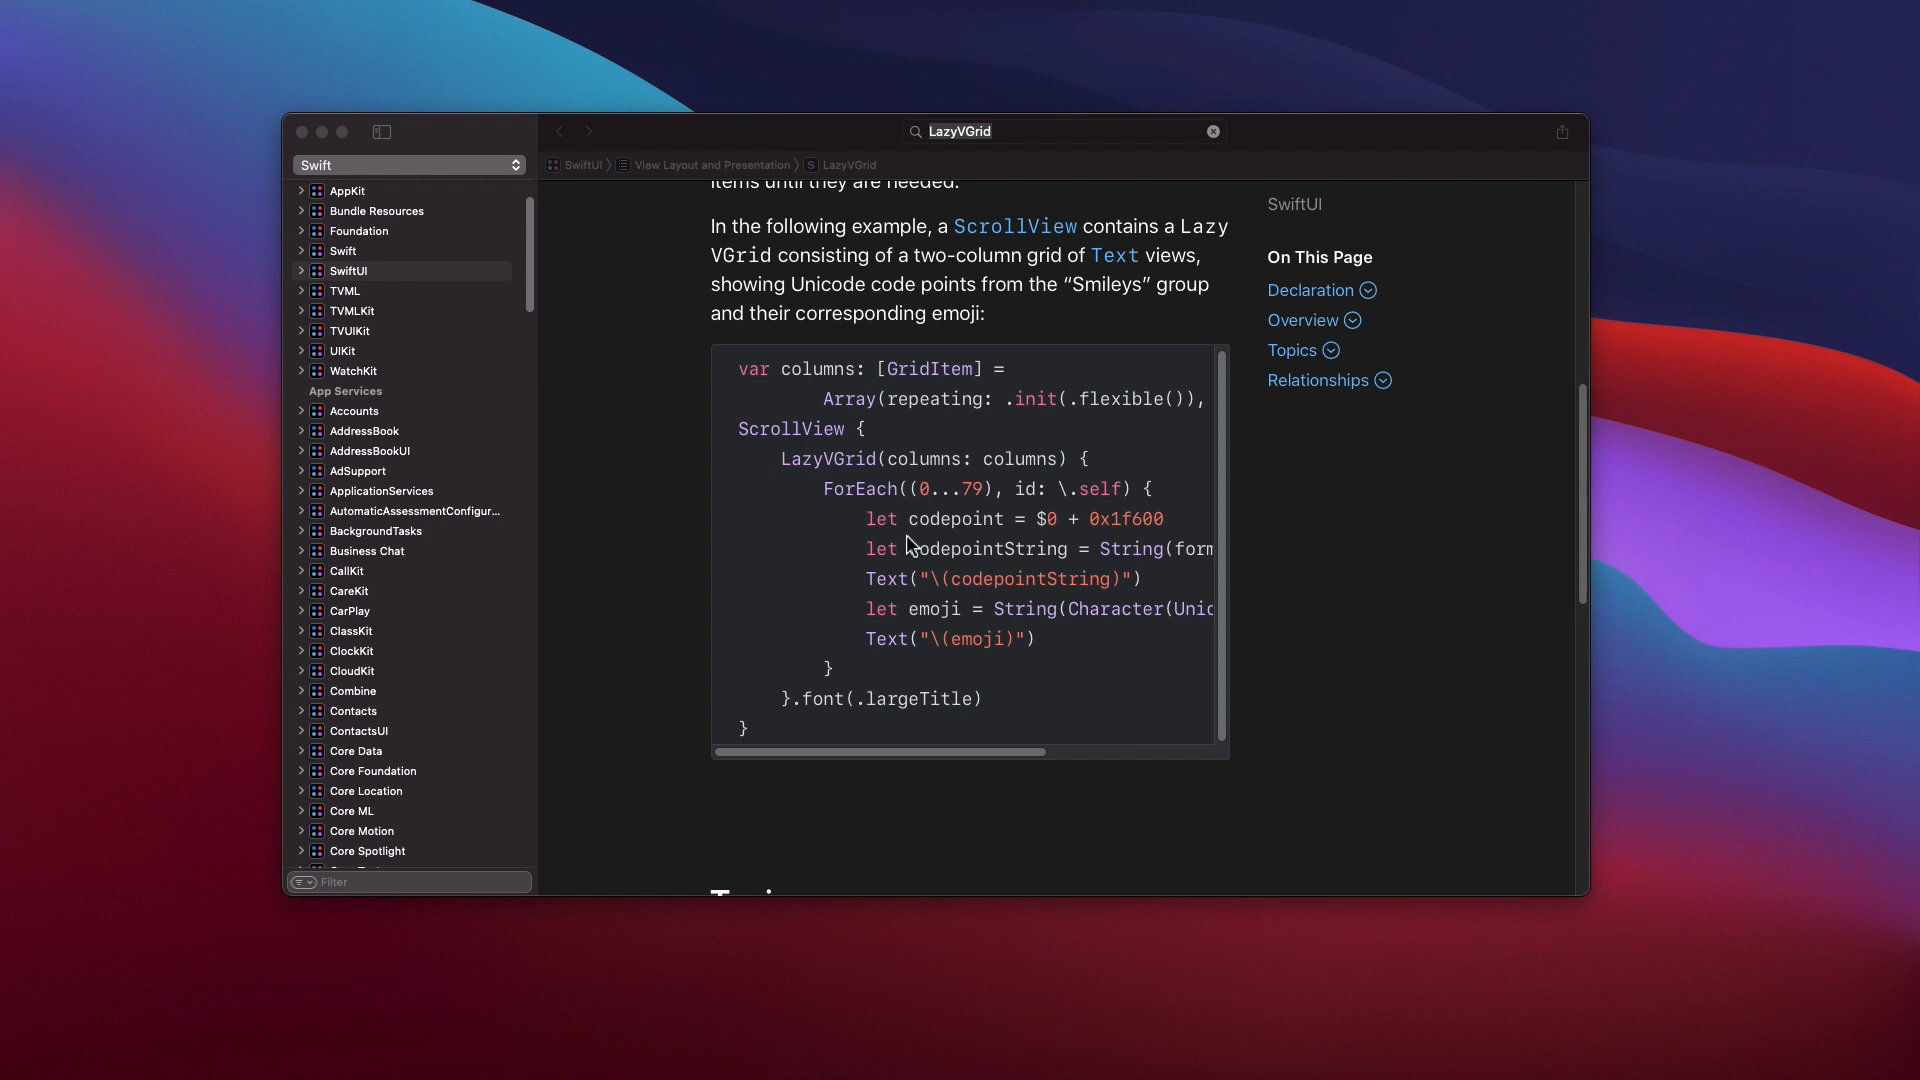 LazyVGrid
Swift
SwiftUI
View Layout and Presentation
LazyVGrid
AppKit
Bundle Resources
Foundation
Swift
SwiftUI
TVML
TVMLKit
TVUIKit
UIKit
WatchKit
App Services
Accounts
AddressBook
AddressBookUI
AdSupport
ApplicationServices
AutomaticAssessmentConfigur...
BackgroundTasks
Business Chat
CallKit
CareKit
CarPlay
ClassKit
ClockKit
CloudKit
Combine
Contacts
ContactsUI
Core Data
Core Foundation
Core Location
Core ML
Core Motion
Core Spotlight
Filter
items until they are needed.
In the following example, a ScrollView contains a Lazy
VGrid consisting of a two-column grid of Text views,
showing Unicode code points from the “Smileys” group
and their corresponding emoji:
var columns: [GridItem] =
Array(repeating: .init(.flexible()),
ScrollView {
LazyVGrid(columns: columns) {
ForEach((0...79), id: \.self) {
let codepoint = $0 + 0x1f600
let codepointString = String(form
Text("\(codepointString)")
let emoji = String(Character(Unic
Text("\(emoji)")
}
}.font(.largeTitle)
}
SwiftUI
On This Page
Declaration
Overview
Topics
Relationships